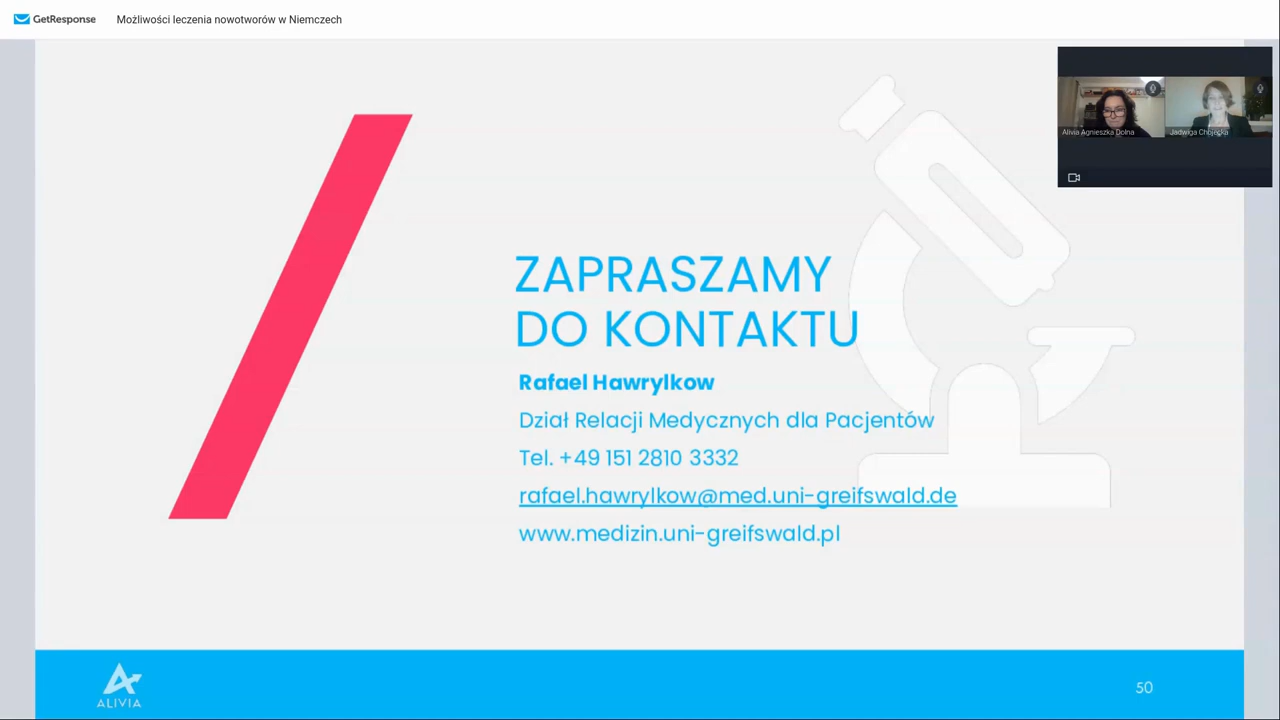 GetResponse Możliwości leczenia nowotworów w Niemczech
Alivia Agnieszka Dolna
Jadwiga Chojecka
ZAPRASZAMY
DO KONTAKTU
Rafael Hawrylkow
Dział Relacji Medycznych dla Pacjentów
Tel. +49 151 2810 3332
rafael.hawrylkow@med.uni-greifswald.de
www.medizin.uni-greifswald.pl
ALIVIA
50